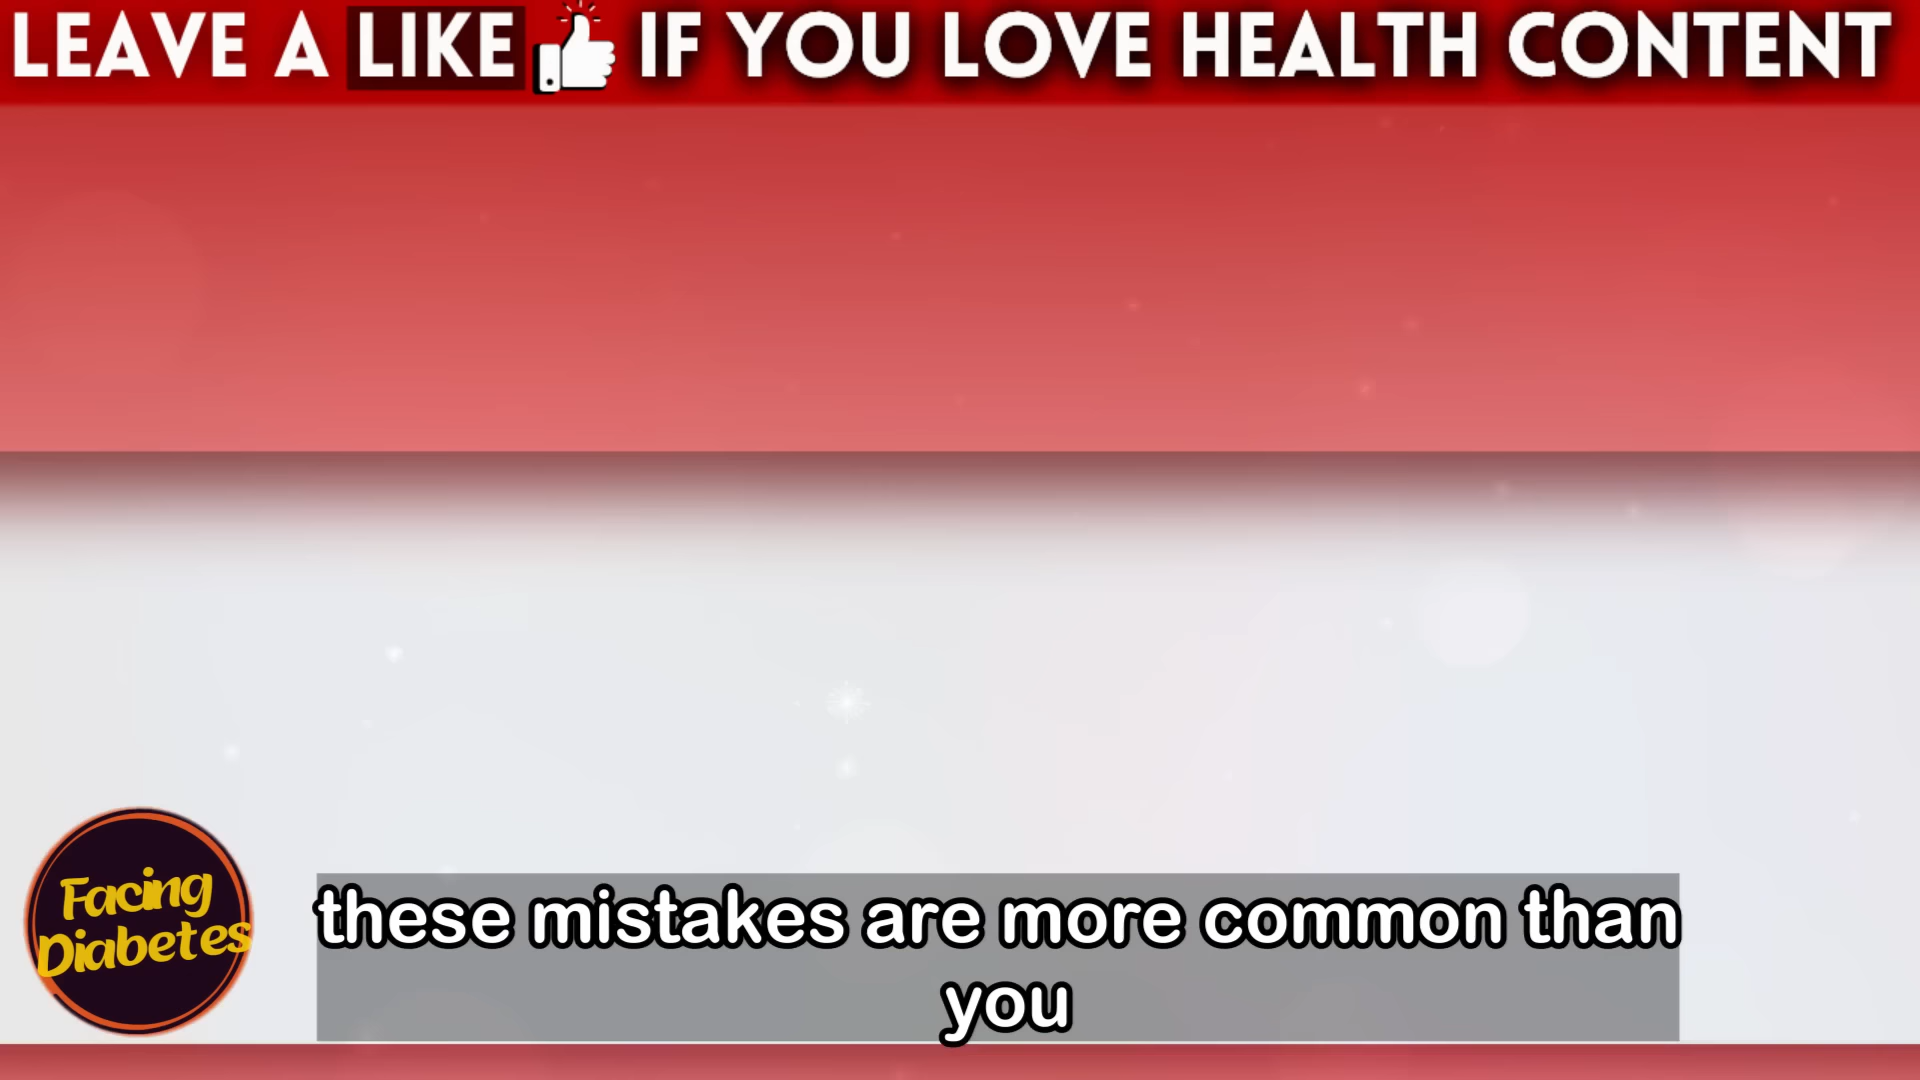 LEAVE A LIKE IF YOU LOVE HEALTH CONTENT
Facing
Diabetes
these mistakes are more common than
you